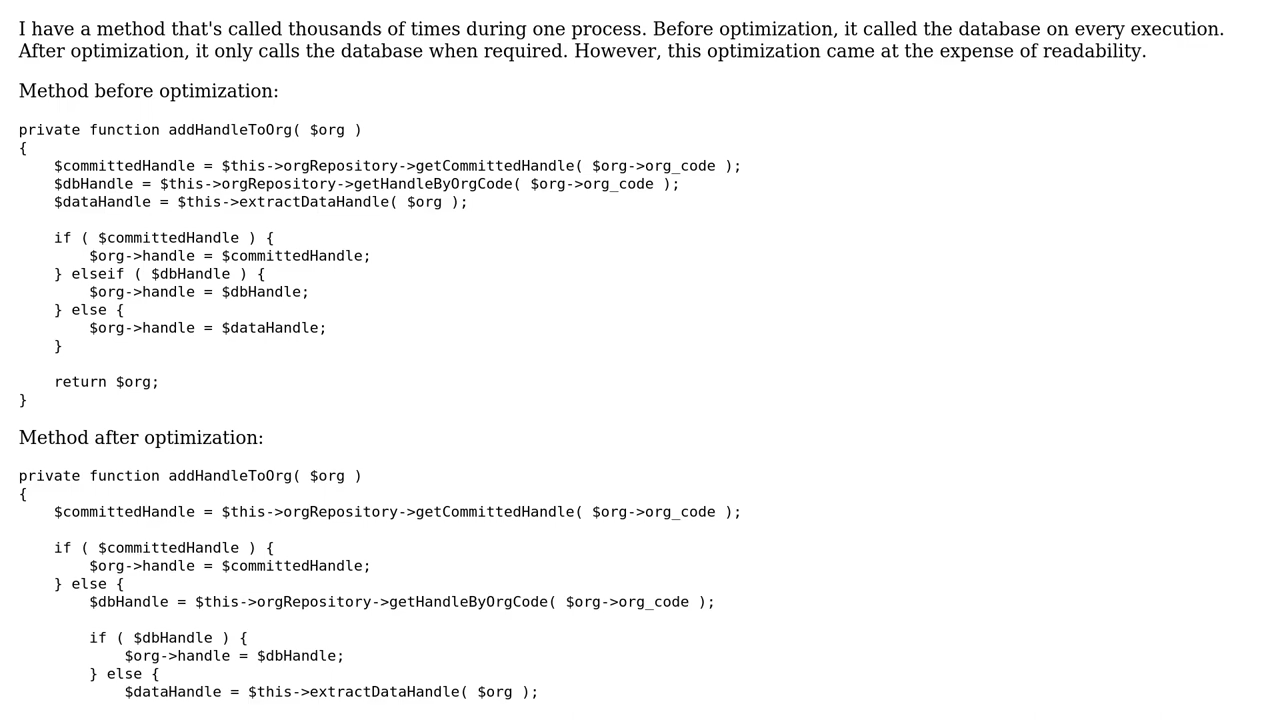 I have a method that's called thousands of times during one process. Before optimization, it called the database on every execution.
After optimization, it only calls the database when required. However, this optimization came at the expense of readability.
Method before optimization:
private function addHandleToOrg( $org )
{
    $committedHandle = $this->orgRepository->getCommittedHandle( $org->org_code );
    $dbHandle = $this->orgRepository->getHandleByOrgCode( $org->org_code );
    $dataHandle = $this->extractDataHandle( $org );

    if ( $committedHandle ) {
        $org->handle = $committedHandle;
    } elseif ( $dbHandle ) {
        $org->handle = $dbHandle;
    } else {
        $org->handle = $dataHandle;
    }

    return $org;
}
Method after optimization:
private function addHandleToOrg( $org )
{
    $committedHandle = $this->orgRepository->getCommittedHandle( $org->org_code );

    if ( $committedHandle ) {
        $org->handle = $committedHandle;
    } else {
        $dbHandle = $this->orgRepository->getHandleByOrgCode( $org->org_code );

        if ( $dbHandle ) {
            $org->handle = $dbHandle;
        } else {
            $dataHandle = $this->extractDataHandle( $org );